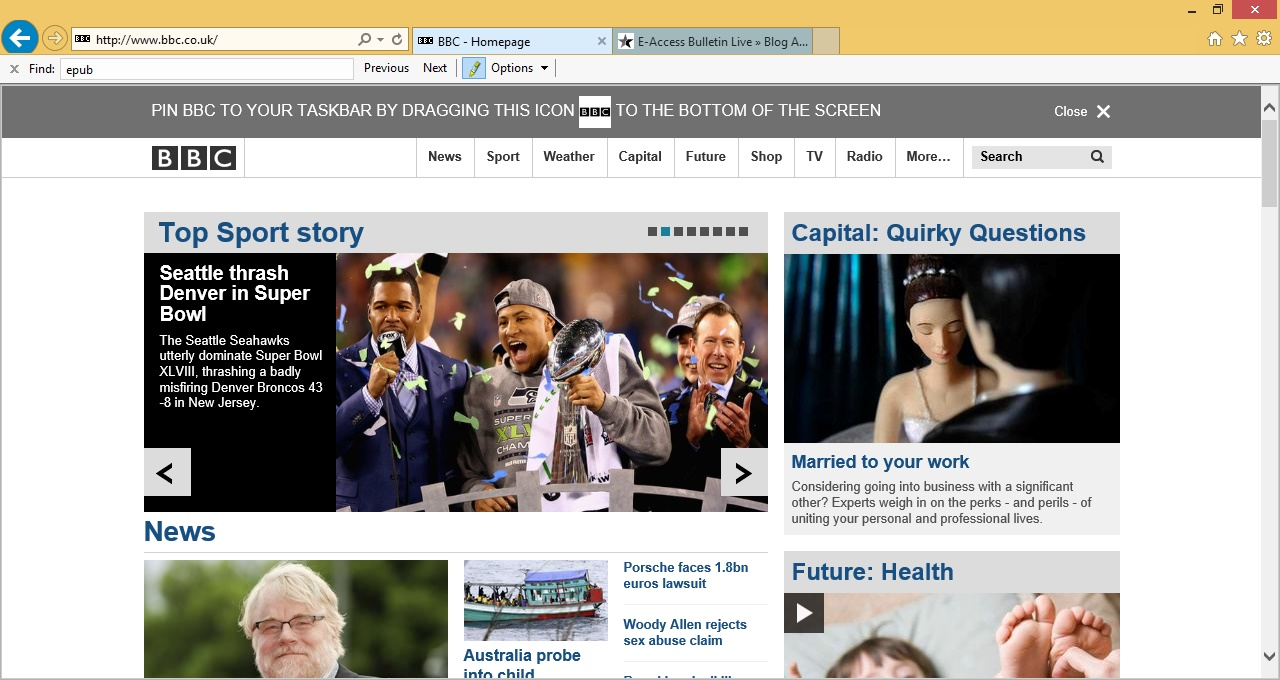 http://www.bbc.co.uk/
BBC - Homepage
E-Access Bulletin Live » Blog A...
Find: epub Previous Next Options
PIN BBC TO YOUR TASKBAR BY DRAGGING THIS ICON BBC TO THE BOTTOM OF THE SCREEN
Close
BBC News Sport Weather Capital Future Shop TV Radio More... Search
Top Sport story
Seattle thrash
Denver in Super
Bowl
The Seattle Seahawks
utterly dominate Super Bowl
XLVIII, thrashing a badly
misfiring Denver Broncos 43
-8 in New Jersey.
Capital: Quirky Questions
Married to your work
Considering going into business with a significant
other? Experts weigh in on the perks - and perils - of
uniting your personal and professional lives.
News
Australia probe
into child
Porsche faces 1.8bn
euros lawsuit
Woody Allen rejects
sex abuse claim
Future: Health